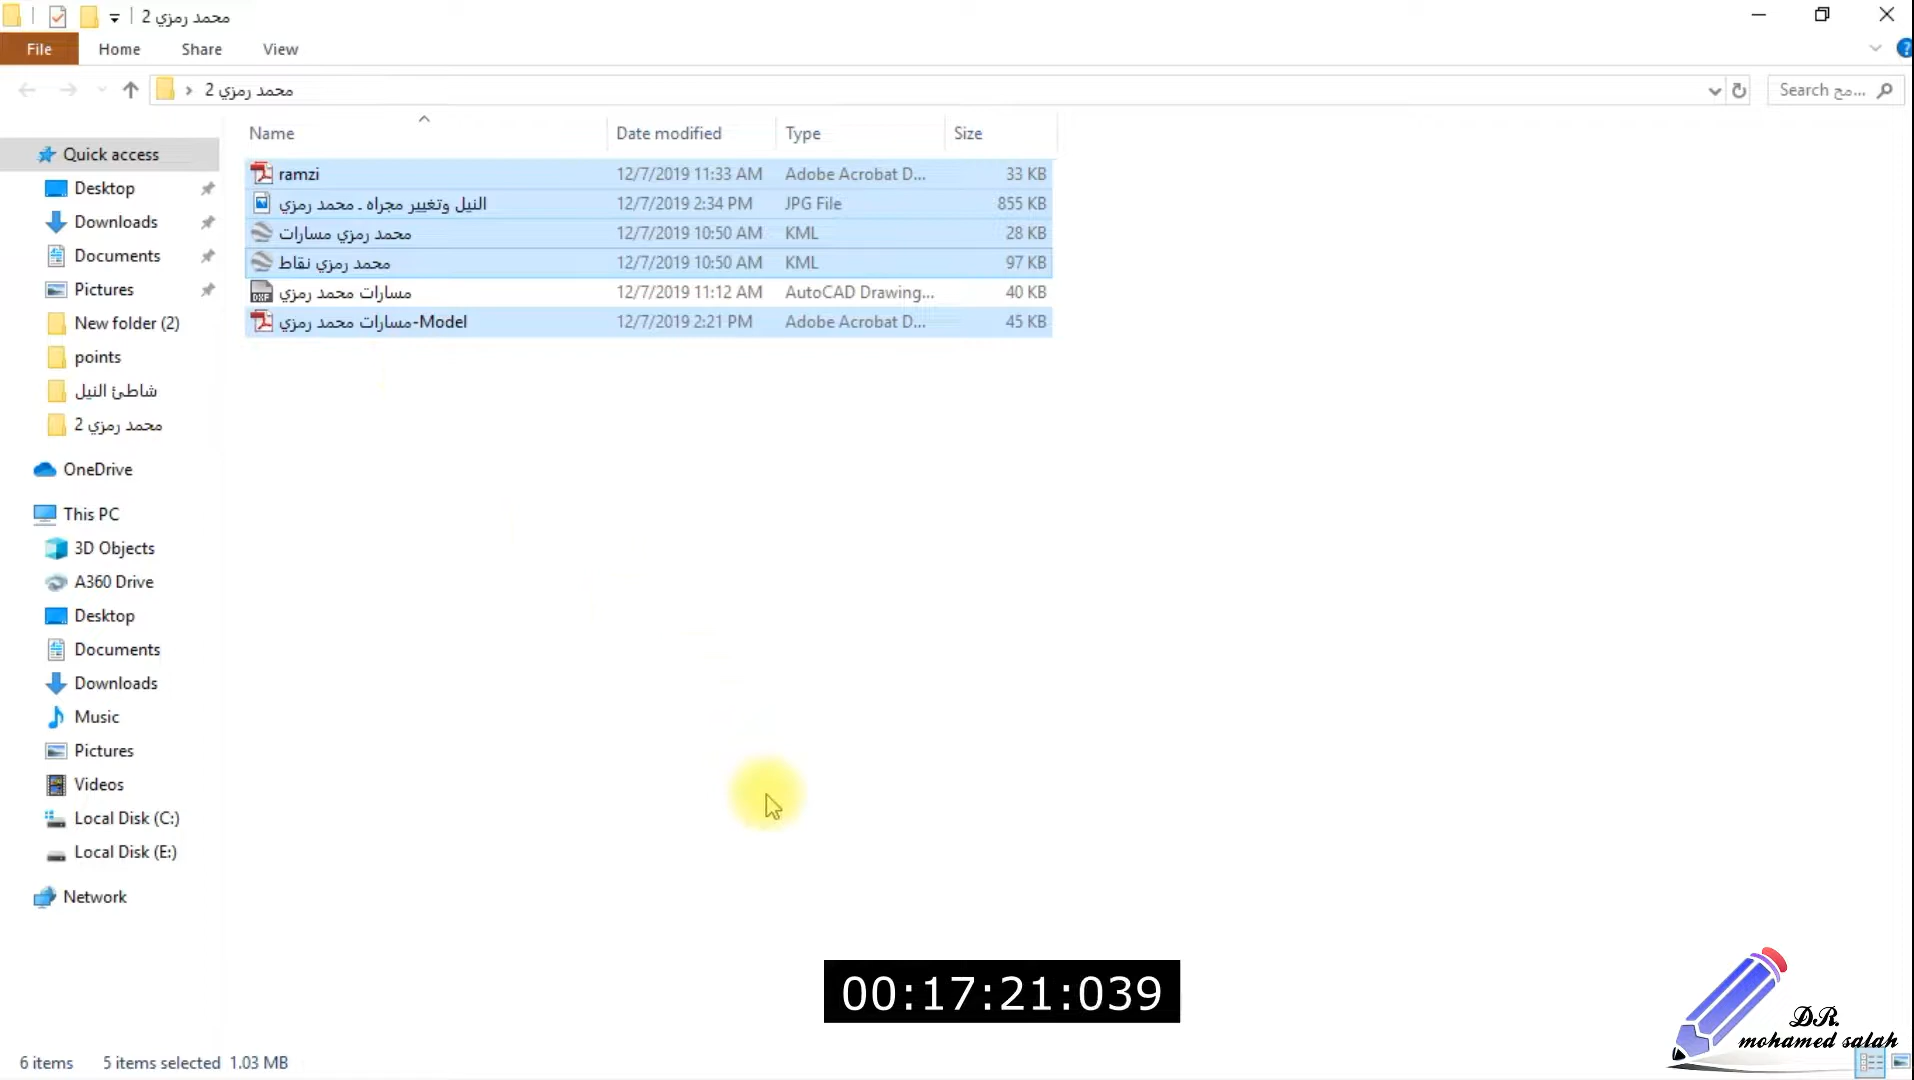 محمد رمزي 2
File Home Share View
محمد رمزي 2
Search مح...
Name Date modified Type Size
ramzi 12/7/2019 11:33 AM Adobe Acrobat D... 33 KB
النيل وتغيير مجراه ـ محمد رمزي 12/7/2019 2:34 PM JPG File 855 KB
محمد رمزي مسارات 12/7/2019 10:50 AM KML 28 KB
محمد رمزي نقاط 12/7/2019 10:50 AM KML 97 KB
مسارات محمد رمزي 12/7/2019 11:12 AM AutoCAD Drawing... 40 KB
مسارات محمد رمزي-Model 12/7/2019 2:21 PM Adobe Acrobat D... 45 KB
Quick access
Desktop
Downloads
Documents
Pictures
New folder (2)
points
شاطئ النيل
محمد رمزي 2
OneDrive
This PC
3D Objects
A360 Drive
Desktop
Documents
Downloads
Music
Pictures
Videos
Local Disk (C:)
Local Disk (E:)
Network
00:17:21:039
DR.
mohamed salah
6 items 5 items selected 1.03 MB